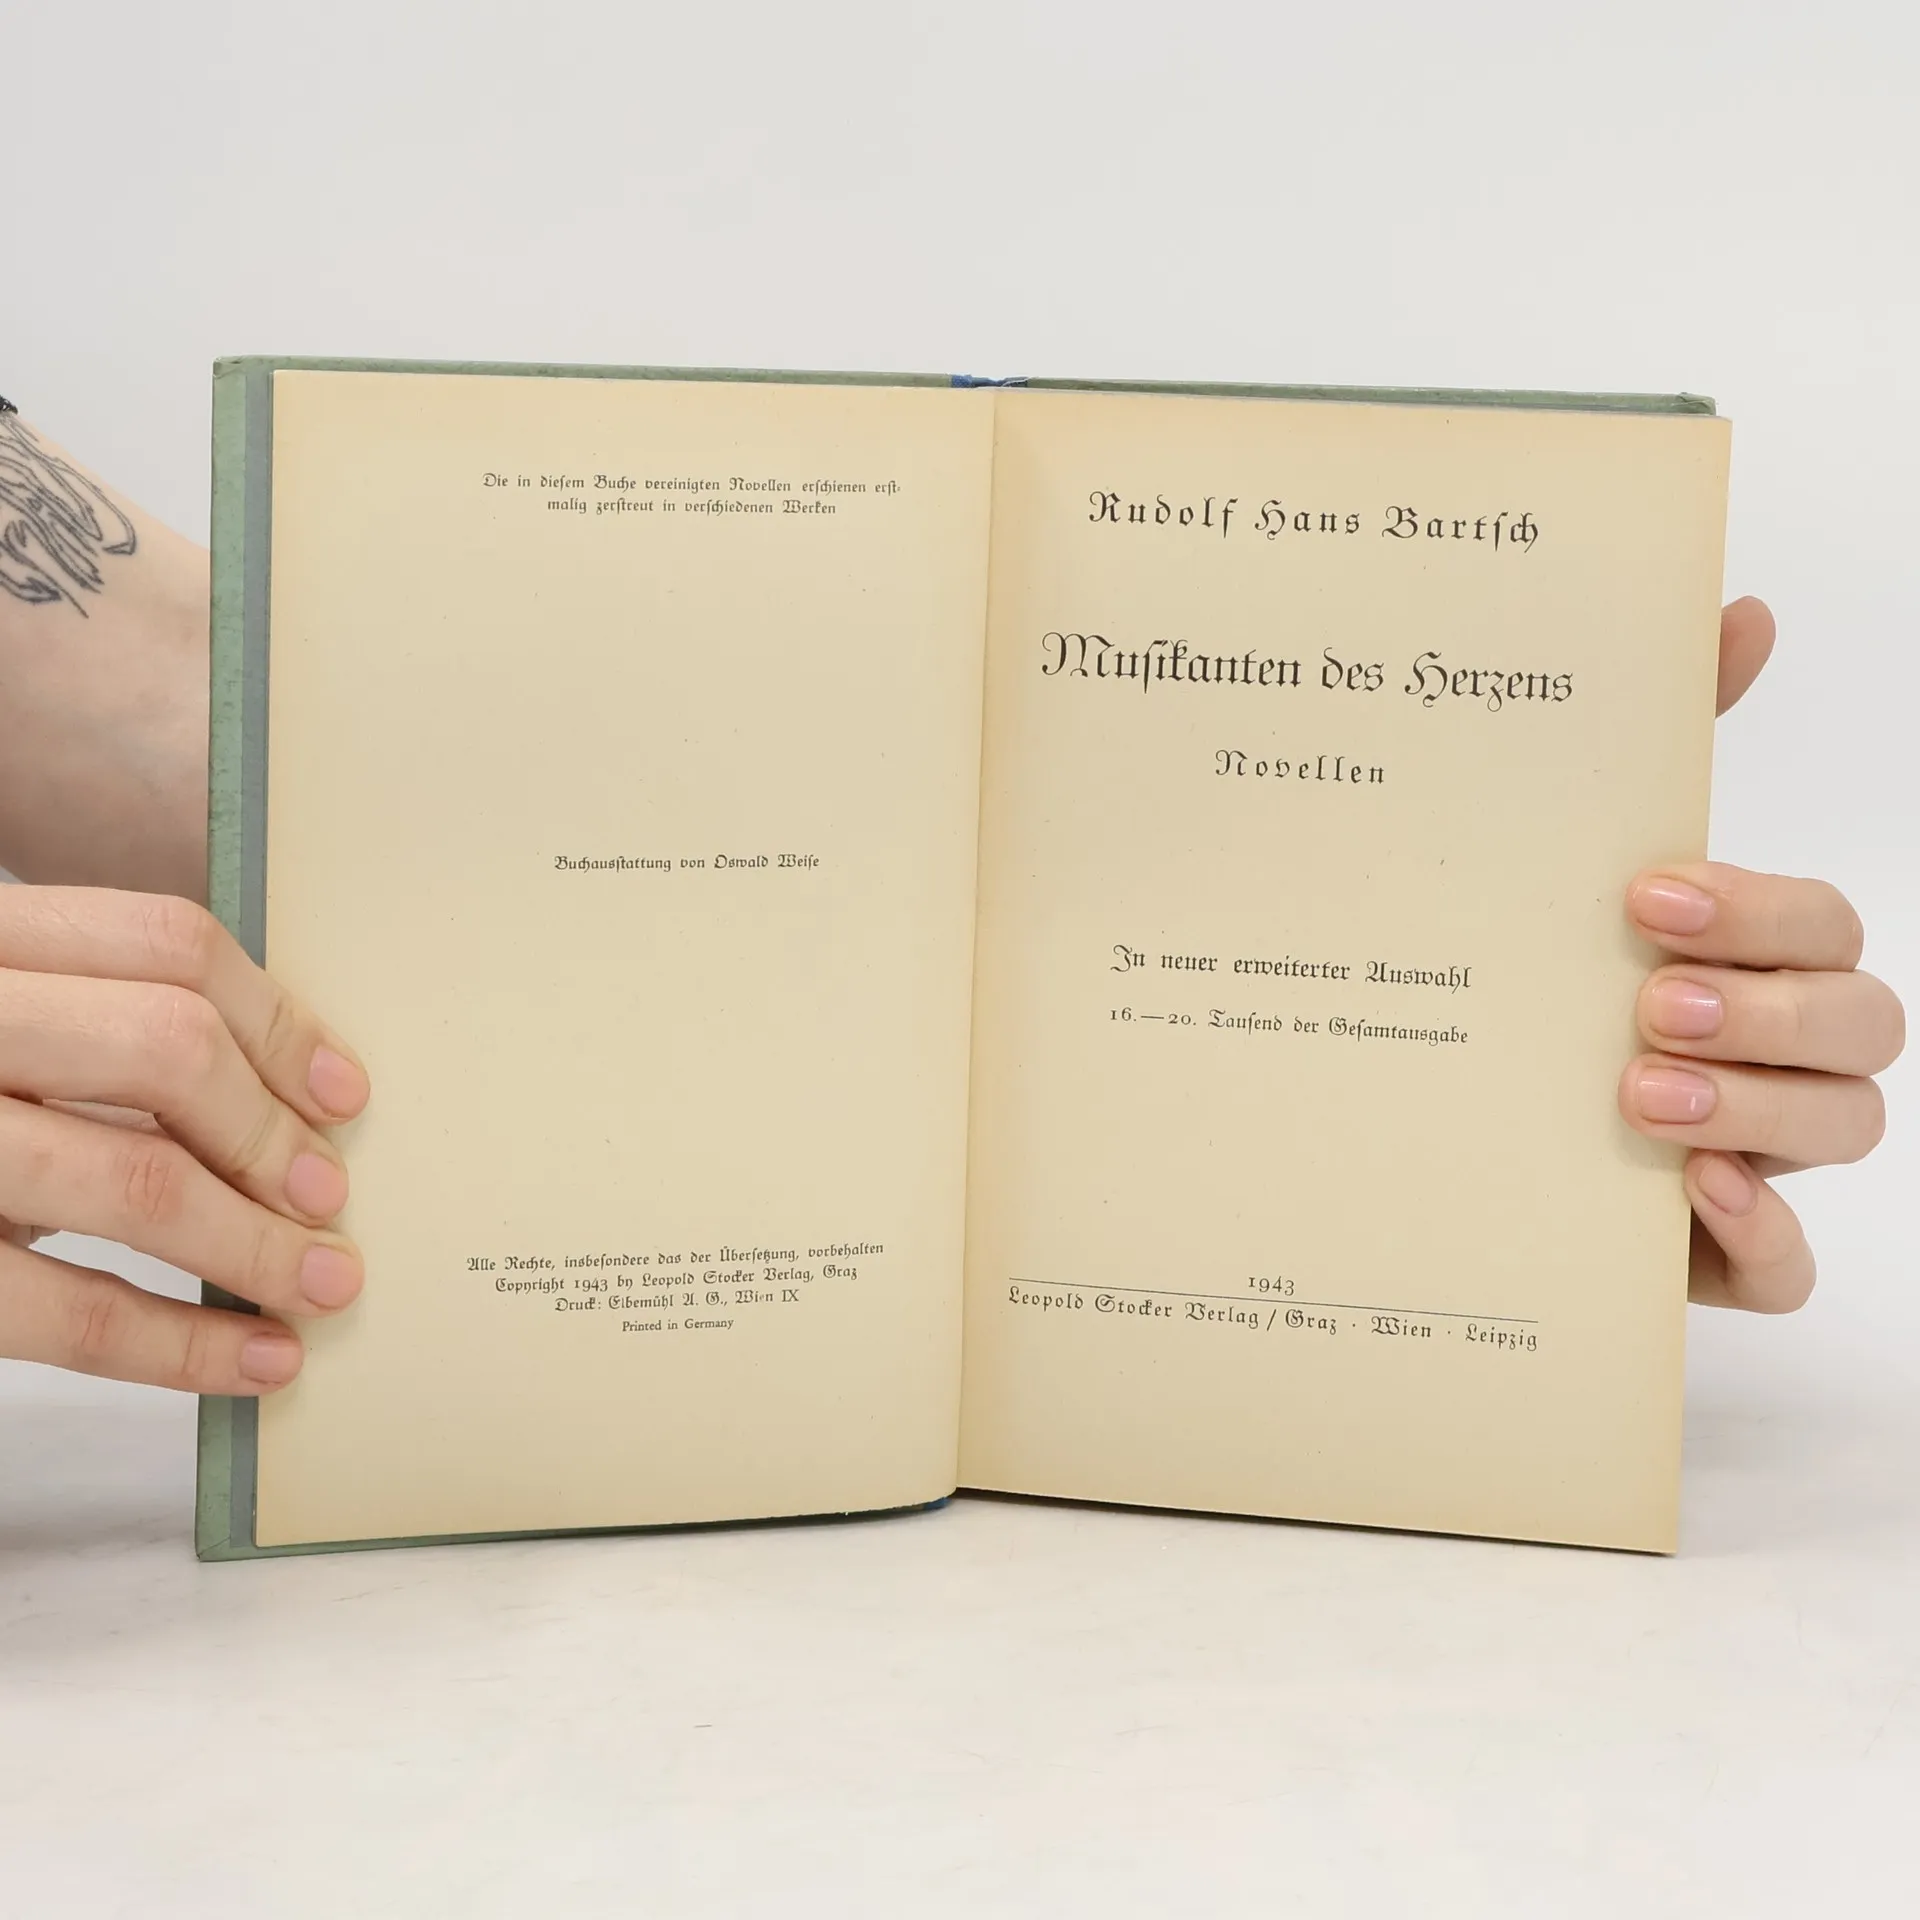 Die in dieſem Buche vereinigten Novellen erſchienen erſt-
malig zerſtreut in verſchiedenen Werken
Buchausſtattung von Oswald Weiſe
Alle Rechte, insbeſondere das der Überſetzung, vorbehalten
Copyright 1943 by Leopold Stocker Verlag, Graz
Druck: Elbemühl A. G., Wien IX
Printed in Germany
Rudolf Hans Bartſch
Muſikanten des Herzens
Novellen
In neuer erweiterter Auswahl
16.—20. Tauſend der Geſamtausgabe
1943
Leopold Stocker Verlag / Graz · Wien · Leipzig